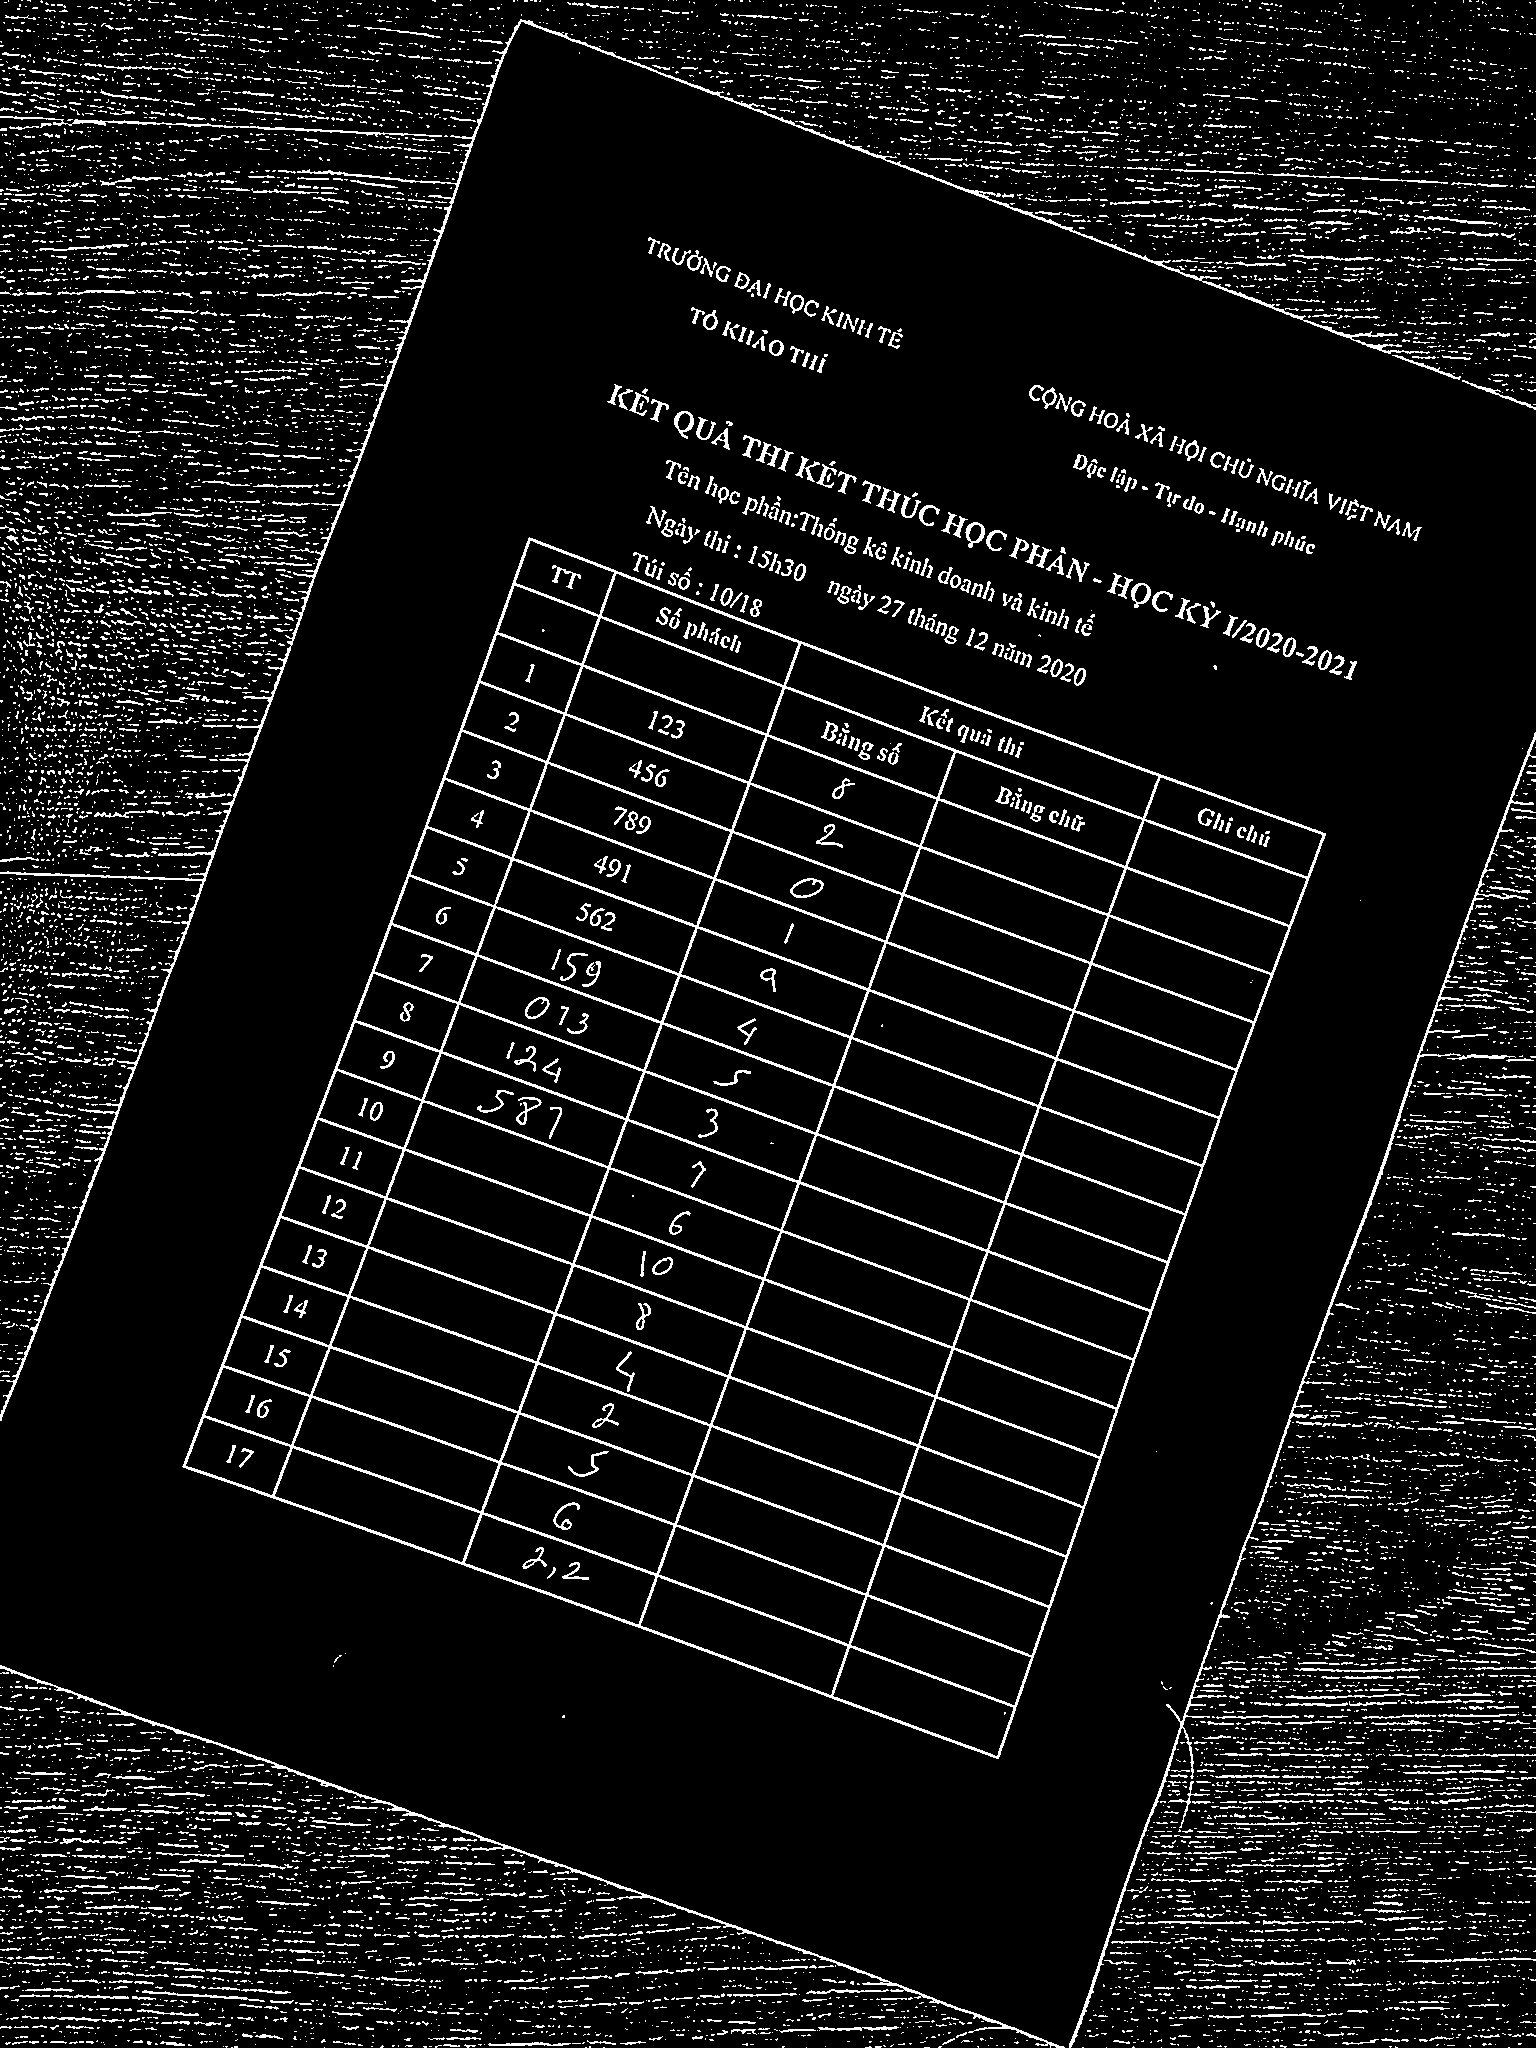 TRƯỜNG ĐẠI HỌC KINH TẾ
TỔ KHẢO THÍ
CỘNG HOÀ XÃ HỘI CHỦ NGHĨA VIỆT NAM
Độc lập - Tự do - Hạnh phúc
KẾT QUẢ THI KẾT THÚC HỌC PHẦN - HỌC KỲ I/2020-2021
Tên học phần:Thống kê kinh doanh và kinh tế
Ngày thi : 15h30 ngày 27 tháng 12 năm 2020
Túi số : 10/18
TT Số phách Kết quả thi
Bằng số Bằng chữ Ghi chú
1 123 8
2 456 2
3 789 0
4 491 1
5 562 9
6 159 4
7 013 5
8 124 3
9 587 7
10 6
11 10
12 8
13 4
14 2
15 5
16 6
17 2,2